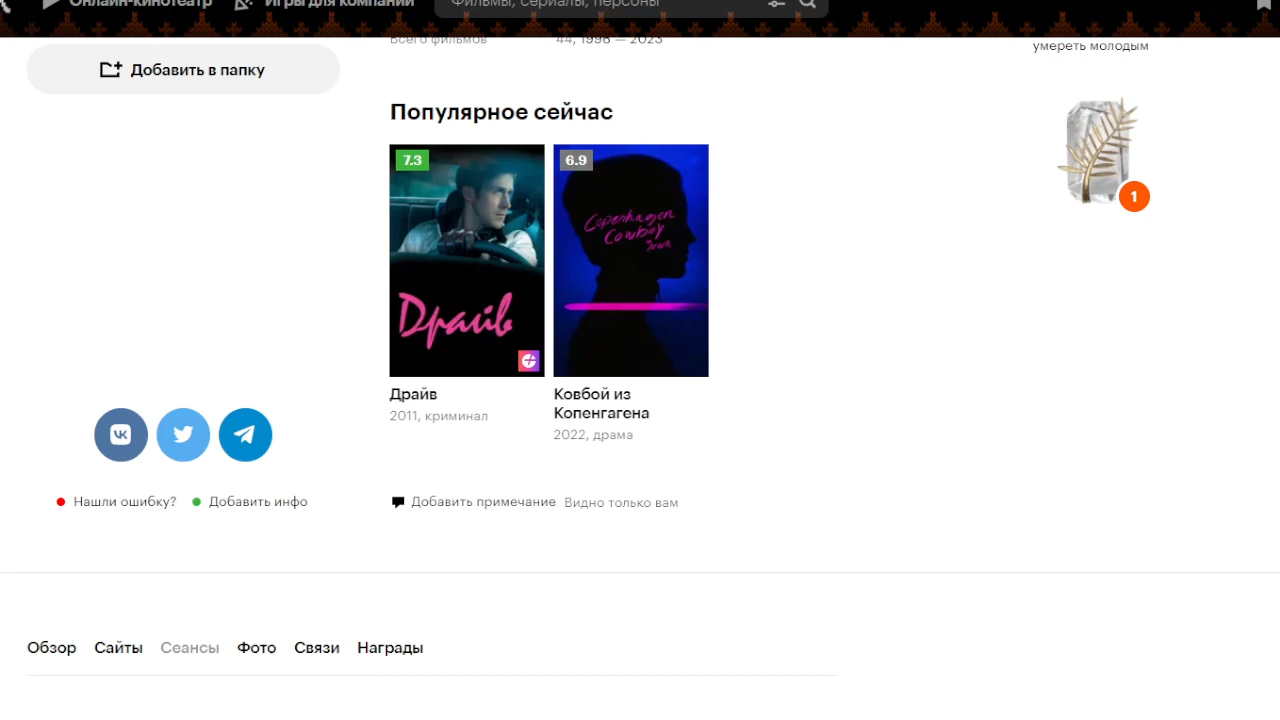 Онлайн-кинотеатр
Игры для компании
Фильмы, сериалы, персоны
Всего фильмов 44, 1996 — 2023
умереть молодым
Добавить в папку
Популярное сейчас
7.3
6.9
Copenhagen
Cowboy
Драйв
1
Драйв
2011, криминал
Ковбой из
Копенгагена
2022, драма
Нашли ошибку?
Добавить инфо
Добавить примечание Видно только вам
Обзор Сайты Сеансы Фото Связи Награды